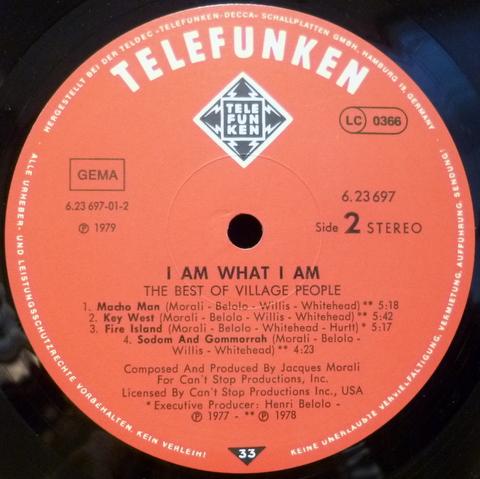 HERGESTELLT BEI DER TELDEC »TELEFUNKEN-DECCA« SCHALLPLATTEN GMBH, HAMBURG 19, GERMANY
TELEFUNKEN
TELE
FUN
KEN
LC 0366
GEMA
6.23 697-01-2
℗ 1979
6.23 697
Side 2 STEREO
I AM WHAT I AM
THE BEST OF VILLAGE PEOPLE
1. Macho Man (Morali - Belolo - Willis - Whitehead) ** 5:18
2. Key West (Morali - Belolo - Willis - Whitehead) ** 5:42
3. Fire Island (Morali - Belolo - Whitehead - Hurtt) * 5:17
4. Sodom And Gommorrah (Morali - Belolo -
Willis - Whitehead) ** 4:23
Composed And Produced By Jacques Morali
For Can't Stop Productions, Inc.
Licensed By Can't Stop Productions Inc., USA
* Executive Producer: Henri Belolo -
℗ 1977 - ** ℗ 1978
ALLE URHEBER- UND LEISTUNGSSCHUTZRECHTE VORBEHALTEN. KEIN VERLEIH!
KEINE UNERLAUBTE VERVIELFÄLTIGUNG, VERMIETUNG, AUFFÜHRUNG, SENDUNG!
33